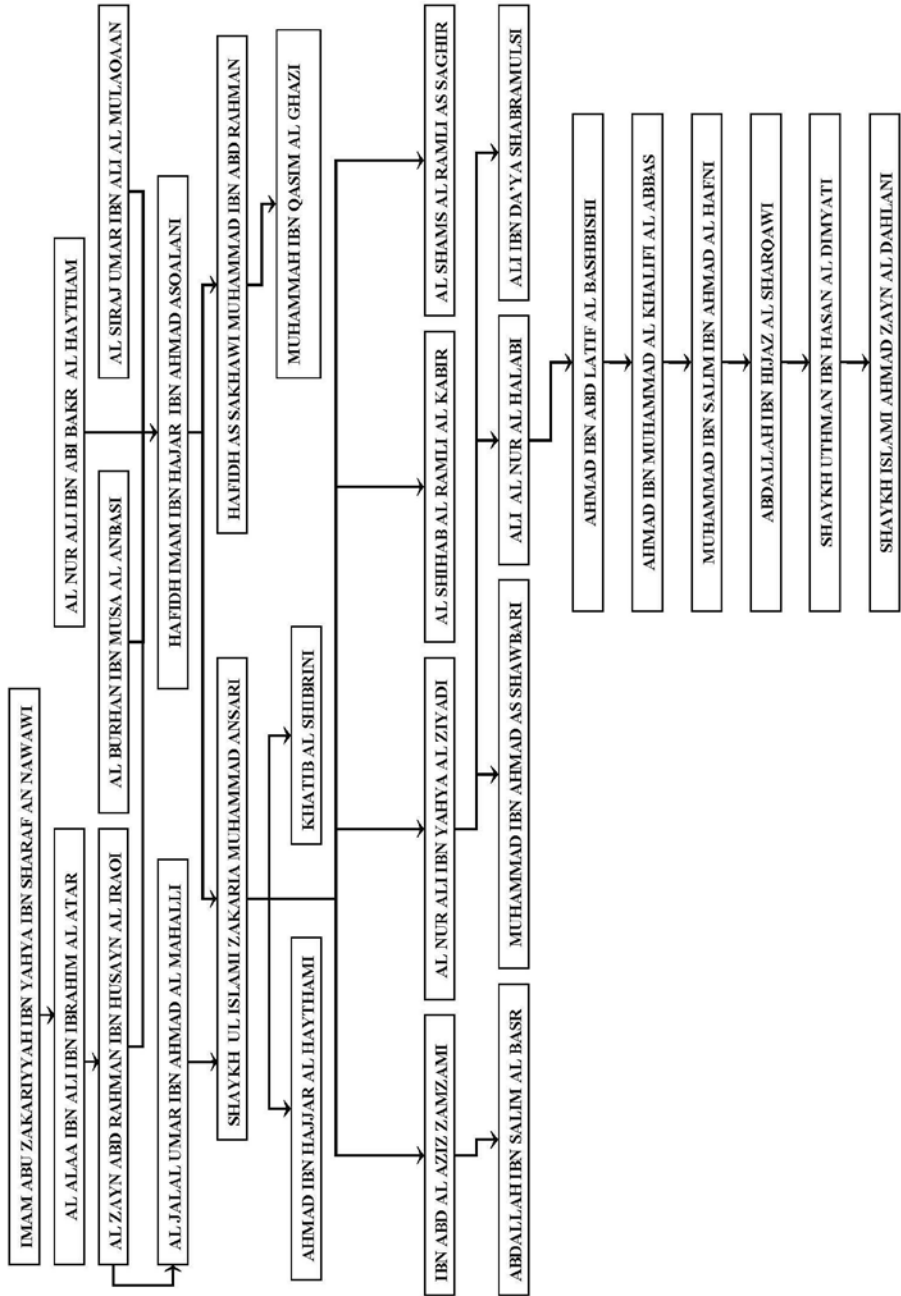 IMAM ABU ZAKARIYYAH IBN YAHYA IBN SHARAF AN NAWAWI
AL ALAA IBN ALI IBN IBRAHIM AL ATAR
AL NUR ALI IBN ABI BAKR AL HAYTHAM
AL ZAYN ABD RAHMAN IBN HUSAYN AL IRAQI
AL BURHAN IBN MUSA AL ANBASI
AL SIRAJ UMAR IBN ALI AL MULAQAAN
AL JALAL UMAR IBN AHMAD AL MAHALLI
HAFIDH IMAM IBN HAJAR IBN AHMAD ASQALANI
SHAYKH UL ISLAMI ZAKARIA MUHAMMAD ANSARI
HAFIDH AS SAKHAWI MUHAMMAD IBN ABD RAHMAN
AHMAD IBN HAJJAR AL HAYTHAMI
KHATIB AL SHIBRINI
MUHAMMAH IBN QASIM AL GHAZI
IBN ABD AL AZIZ ZAMZAMI
AL NUR ALI IBN YAHYA AL ZIYADI
AL SHIHAB AL RAMLI AL KABIR
AL SHAMS AL RAMLI AS SAGHIR
ABDALLAH IBN SALIM AL BASR
MUHAMMAD IBN AHMAD AS SHAWBARI
ALI AL NUR AL HALABI
ALI IBN DA'YA SHABRAMULSI
AHMAD IBN ABD LATIF AL BASHBISHI
AHMAD IBN MUHAMMAD AL KHALIFI AL ABBAS
MUHAMMAD IBN SALIM IBN AHMAD AL HAFNI
ABDALLAH IBN HIJAZ AL SHARQAWI
SHAYKH UTHMAN IBN HASAN AL DIMYATI
SHAYKH ISLAMI AHMAD ZAYN AL DAHLANI